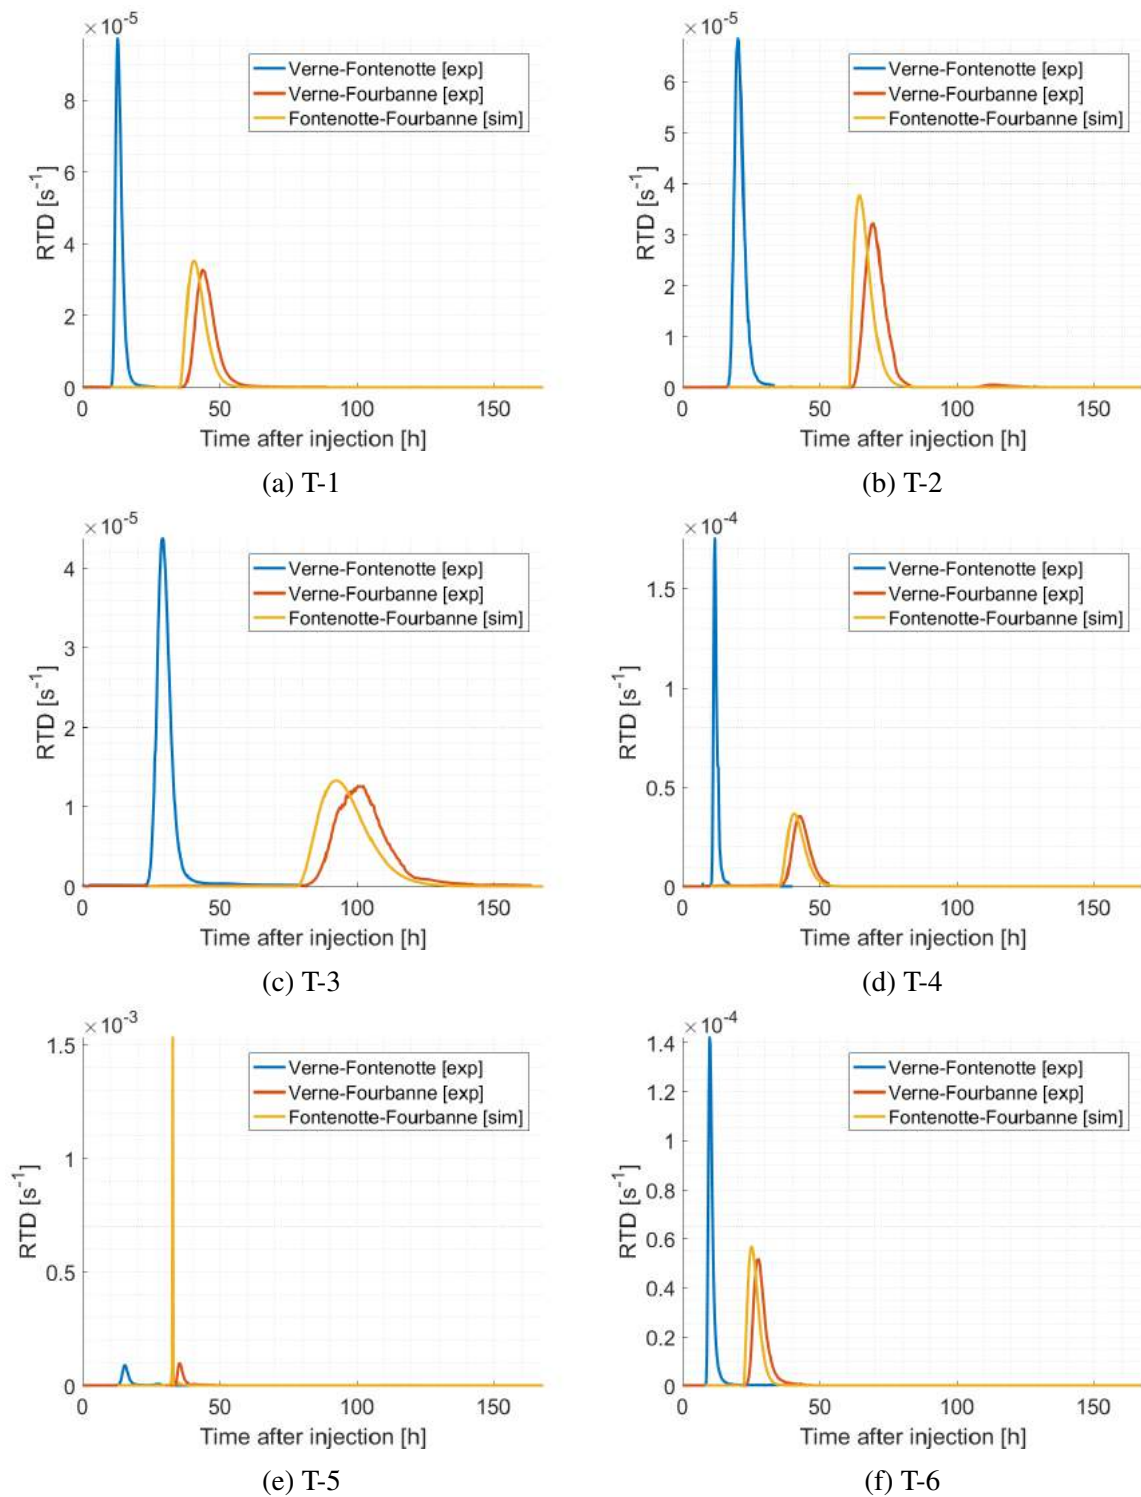 ×10⁻⁵
Verne-Fontenotte [exp]
Verne-Fourbanne [exp]
Fontenotte-Fourbanne [sim]
RTD [s⁻¹]
8
6
4
2
0
0 50 100 150
Time after injection [h]
(a) T-1
×10⁻⁵
Verne-Fontenotte [exp]
Verne-Fourbanne [exp]
Fontenotte-Fourbanne [sim]
RTD [s⁻¹]
6
5
4
3
2
1
0
0 50 100 150
Time after injection [h]
(b) T-2
×10⁻⁵
Verne-Fontenotte [exp]
Verne-Fourbanne [exp]
Fontenotte-Fourbanne [sim]
RTD [s⁻¹]
4
3
2
1
0
0 50 100 150
Time after injection [h]
(c) T-3
×10⁻⁴
Verne-Fontenotte [exp]
Verne-Fourbanne [exp]
Fontenotte-Fourbanne [sim]
RTD [s⁻¹]
1.5
1
0.5
0
0 50 100 150
Time after injection [h]
(d) T-4
×10⁻³
Verne-Fontenotte [exp]
Verne-Fourbanne [exp]
Fontenotte-Fourbanne [sim]
RTD [s⁻¹]
1.5
1
0.5
0
0 50 100 150
Time after injection [h]
(e) T-5
×10⁻⁴
Verne-Fontenotte [exp]
Verne-Fourbanne [exp]
Fontenotte-Fourbanne [sim]
RTD [s⁻¹]
1.4
1.2
1
0.8
0.6
0.4
0.2
0
0 50 100 150
Time after injection [h]
(f) T-6